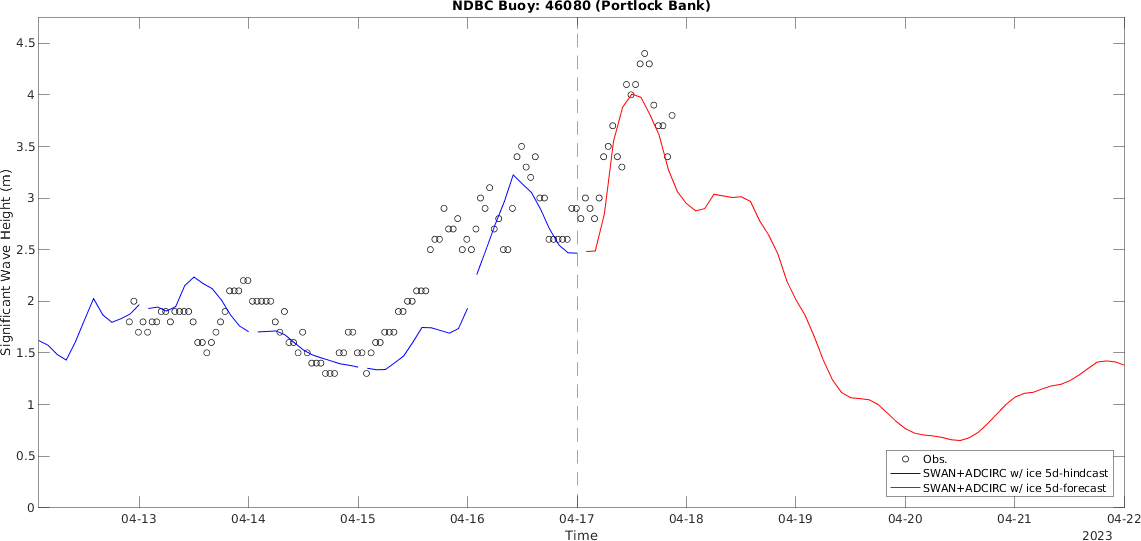 NDBC Buoy: 46080 (Portlock Bank)
4.5
4
3.5
3
2.5
2
1.5
1
0.5
0
Significant Wave Height (m)
04-13 04-14 04-15 04-16 04-17 04-18 04-19 04-20 04-21 04-22
Time
2023
Obs.
SWAN+ADCIRC w/ ice 5d-hindcast
SWAN+ADCIRC w/ ice 5d-forecast